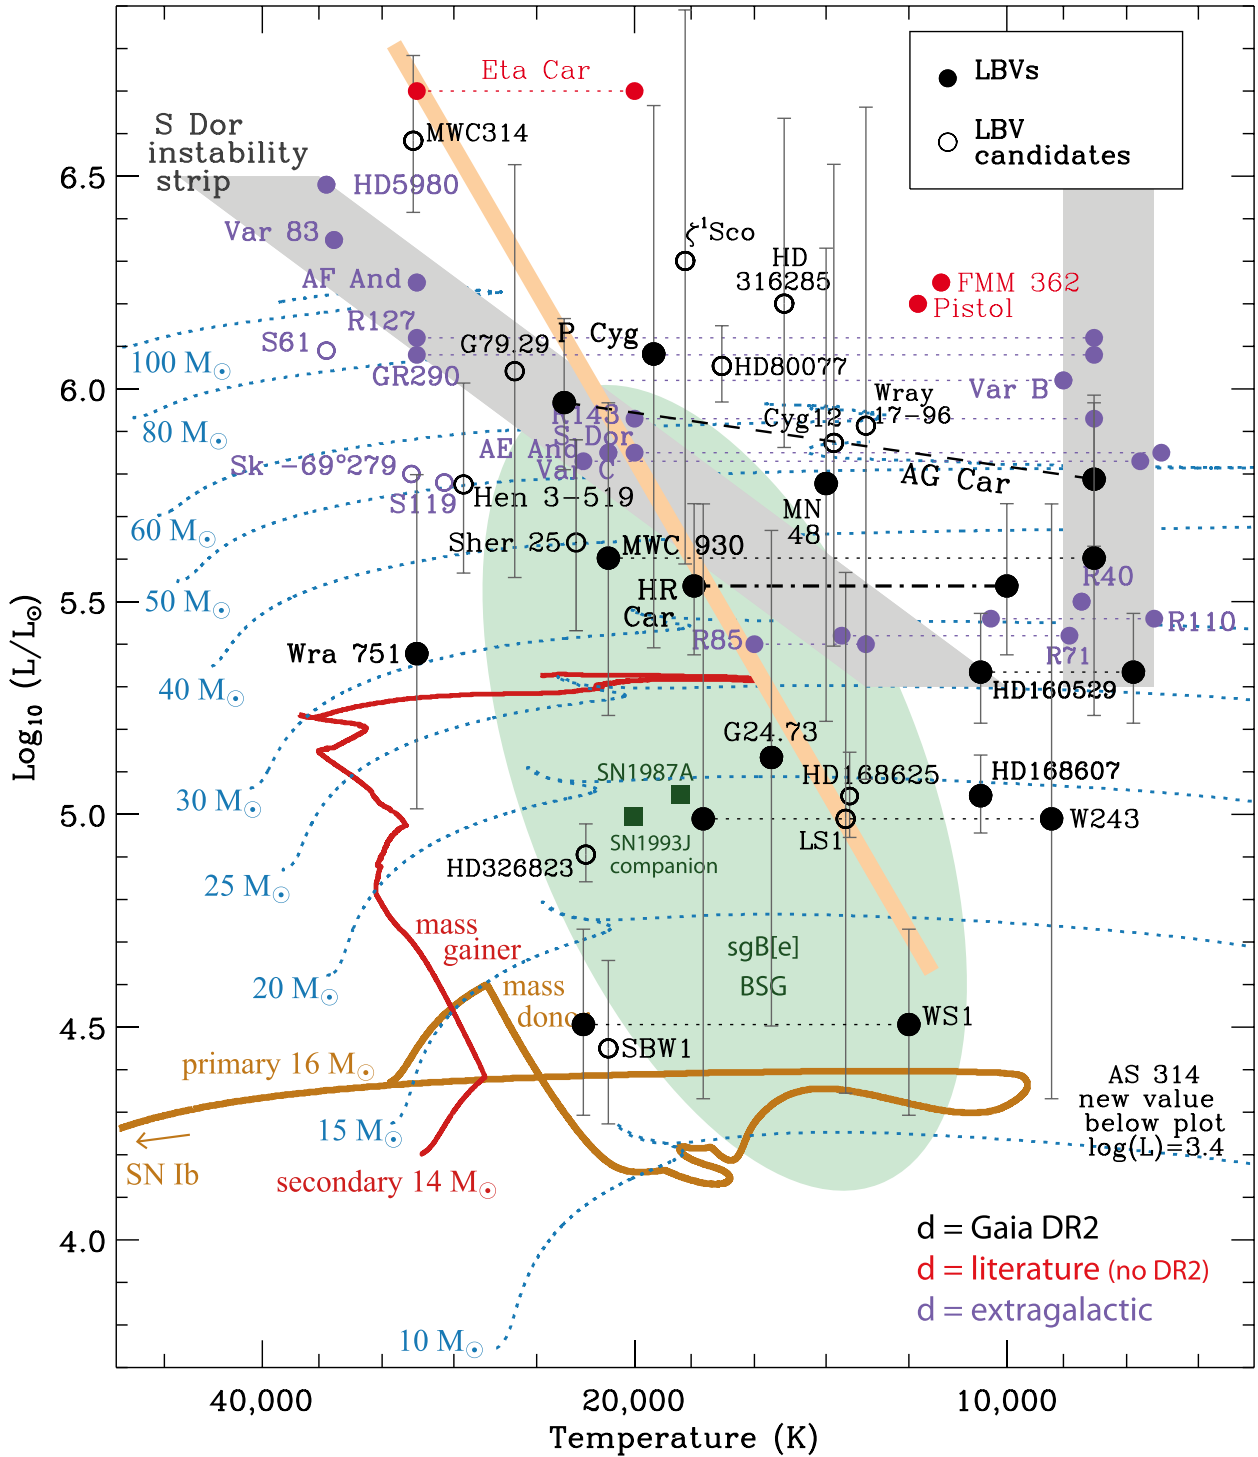 Eta Car
LBVs
LBV
candidates
MWC314
S Dor
instability
strip
6.5
HD5980
Var 83
ζ¹Sco
HD
316285
AF And
FMM 362
Pistol
R127
S61
G79.29
P Cyg
100 M☉
GR290
HD80077
Var B
6.0
Wray
17-96
R143
Cyg12
80 M☉
S Dor
AE And
Var C
Sk -69°279
AG Car
S119
Hen 3-519
MN
48
60 M☉
Sher 25
MWC 930
HR
Car
R40
5.5
50 M☉
R110
R85
R71
Wra 751
40 M☉
HD160529
Log10 (L/L☉)
G24.73
SN1987A
HD168625
HD168607
30 M☉
5.0
W243
LS1
SN1993J
companion
HD326823
25 M☉
mass
gainer
sgB[e]
BSG
20 M☉
mass
donor
4.5
WS1
SBW1
primary 16 M☉
AS 314
new value
below plot
log(L)=3.4
15 M☉
SN Ib
secondary 14 M☉
4.0
d = Gaia DR2
d = literature (no DR2)
d = extragalactic
10 M☉
40,000
20,000
10,000
Temperature (K)